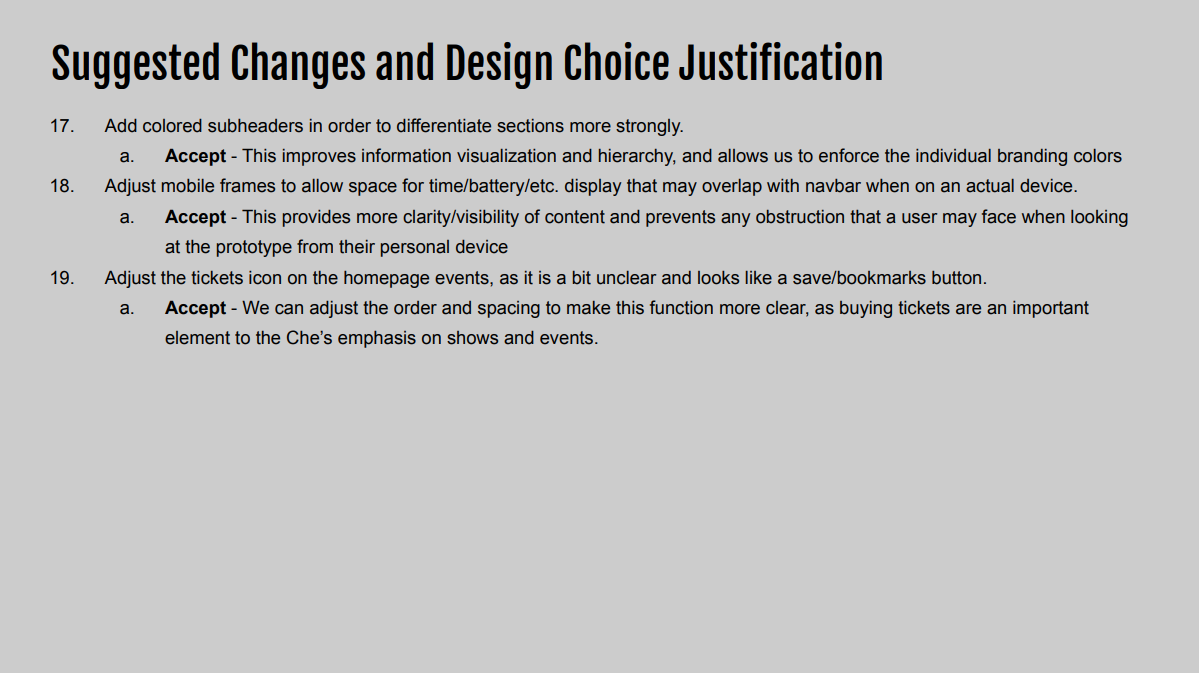 Suggested Changes and Design Choice Justification
17. Add colored subheaders in order to differentiate sections more strongly.
a. Accept - This improves information visualization and hierarchy, and allows us to enforce the individual branding colors
18. Adjust mobile frames to allow space for time/battery/etc. display that may overlap with navbar when on an actual device.
a. Accept - This provides more clarity/visibility of content and prevents any obstruction that a user may face when looking
at the prototype from their personal device
19. Adjust the tickets icon on the homepage events, as it is a bit unclear and looks like a save/bookmarks button.
a. Accept - We can adjust the order and spacing to make this function more clear, as buying tickets are an important
element to the Che’s emphasis on shows and events.